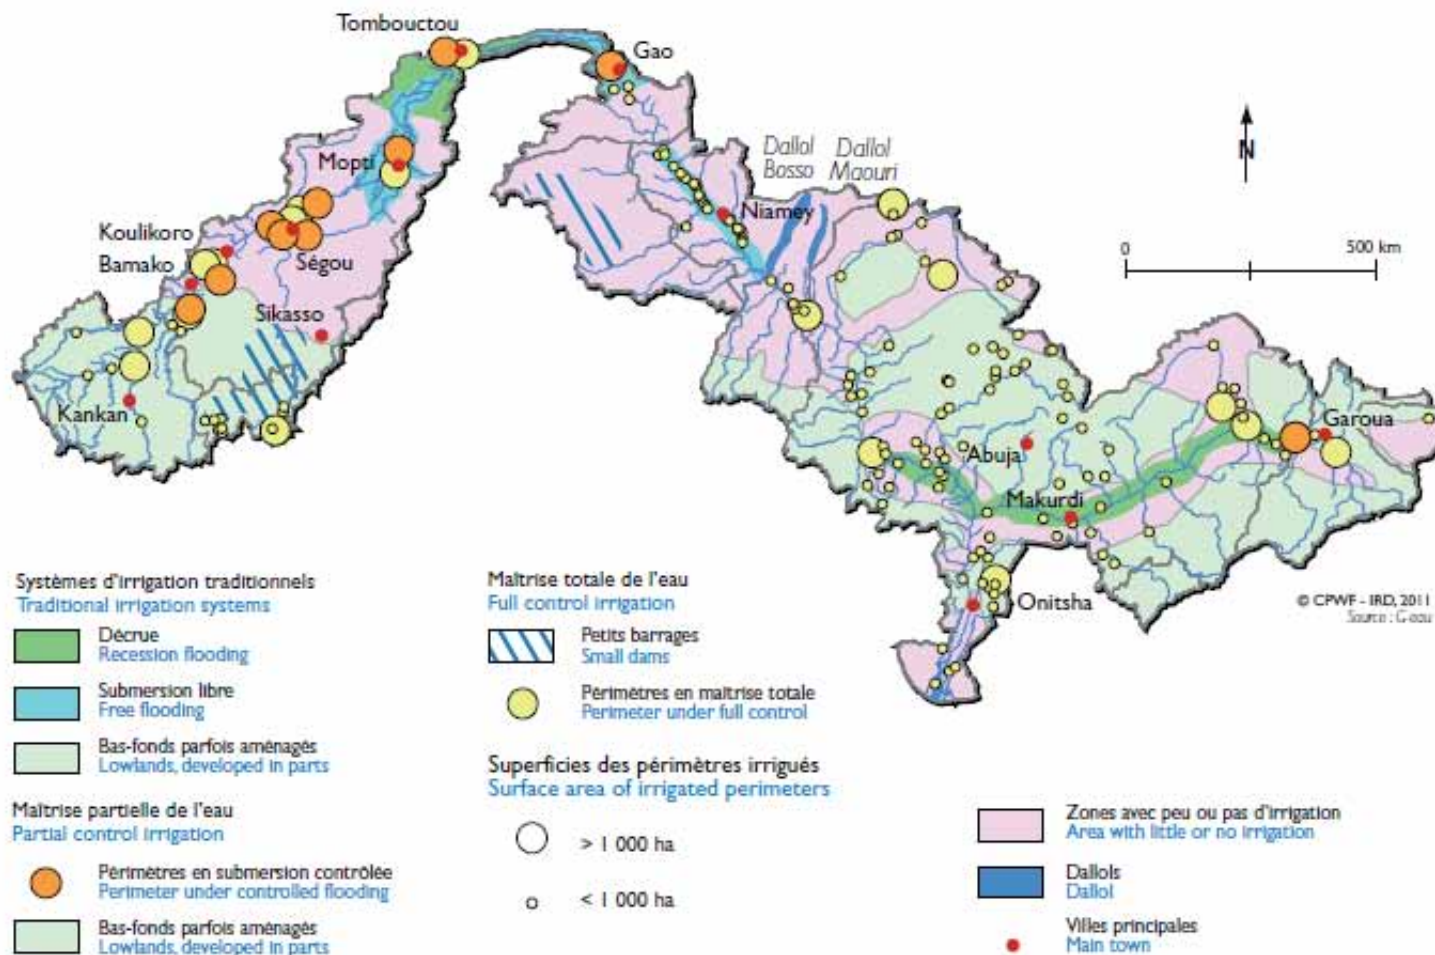 Tombouctou
Gao
Dallol
Bosso
Dallol
Maouri
N
Mopti
Niamey
Koulikoro
Bamako
Ségou
0
500 km
Sikasso
Kankan
Garoua
Abuja
Makurdi
Onitsha
© CPWF - IRD, 2011
Source : G-eau
Systèmes d'irrigation traditionnels
Traditional irrigation systems
Décrue
Recession flooding
Submersion libre
Free flooding
Bas-fonds parfois aménagés
Lowlands, developed in parts
Maîtrise partielle de l'eau
Partial control irrigation
Périmètres en submersion contrôlée
Perimeter under controlled flooding
Bas-fonds parfois aménagés
Lowlands, developed in parts
Maîtrise totale de l'eau
Full control irrigation
Petits barrages
Small dams
Périmètres en maîtrise totale
Perimeter under full control
Superficies des périmètres irrigués
Surface area of irrigated perimeters
> 1 000 ha
< 1 000 ha
Zones avec peu ou pas d'irrigation
Area with little or no irrigation
Dallols
Dallol
Villes principales
Main town